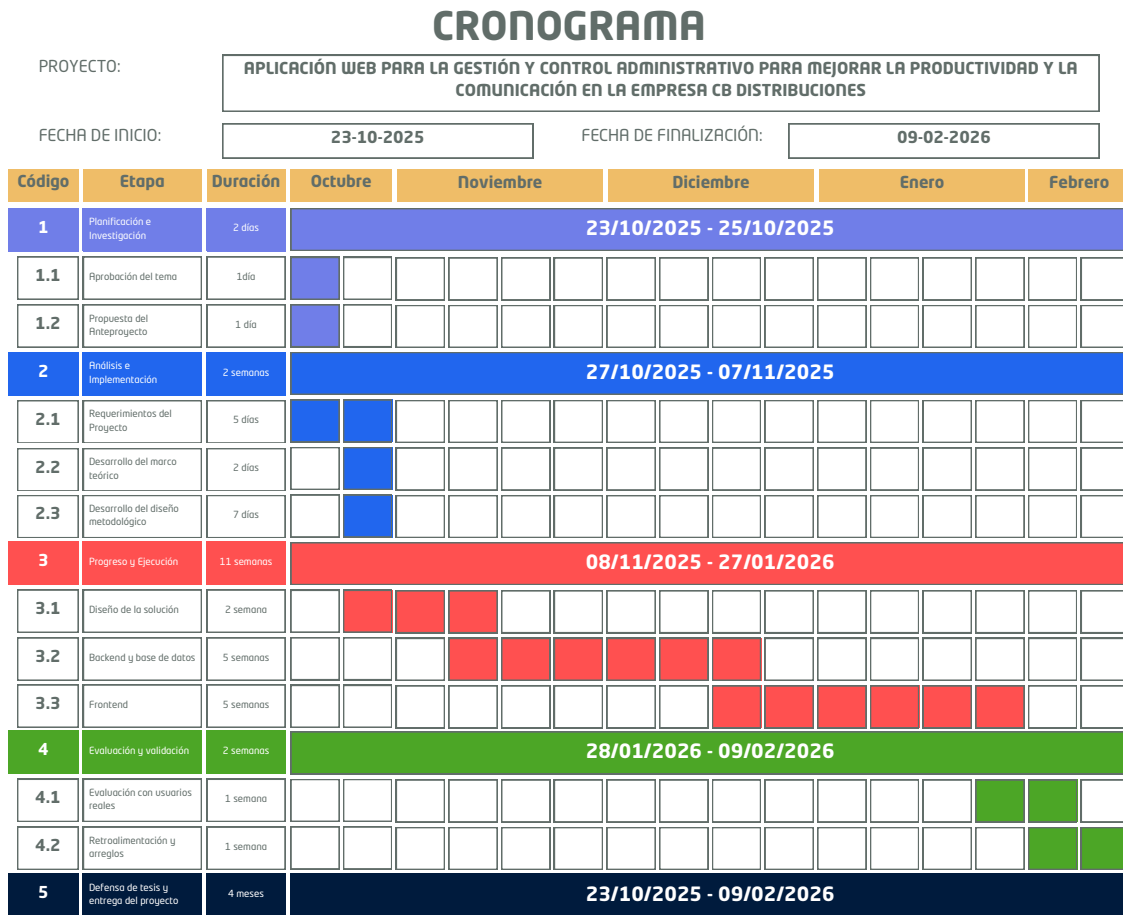 CRONOGRAMA
PROYECTO:
APLICACIÓN WEB PARA LA GESTIÓN Y CONTROL ADMINISTRATIVO PARA MEJORAR LA PRODUCTIVIDAD Y LA
COMUNICACIÓN EN LA EMPRESA CB DISTRIBUCIONES
FECHA DE INICIO: 23-10-2025 FECHA DE FINALIZACIÓN: 09-02-2026
Código Etapa Duración Octubre Noviembre Diciembre Enero Febrero
1 Planificación e
Investigación 2 días 23/10/2025 - 25/10/2025
1.1 Aprobación del tema 1día
1.2 Propuesta del
Anteproyecto 1 día
2 Análisis e
Implementación 2 semanas 27/10/2025 - 07/11/2025
2.1 Requerimientos del
Proyecto 5 días
2.2 Desarrollo del marco
teórico 2 días
2.3 Desarrollo del diseño
metodológico 7 días
3 Progreso y Ejecución 11 semanas 08/11/2025 - 27/01/2026
3.1 Diseño de la solución 2 semana
3.2 Backend y base de datos 5 semanas
3.3 Frontend 5 semanas
4 Evaluación y validación 2 semanas 28/01/2026 - 09/02/2026
4.1 Evaluación con usuarios
reales 1 semana
4.2 Retroalimentación y
arreglos 1 semana
5 Defensa de tesis y
entrega del proyecto 4 meses 23/10/2025 - 09/02/2026